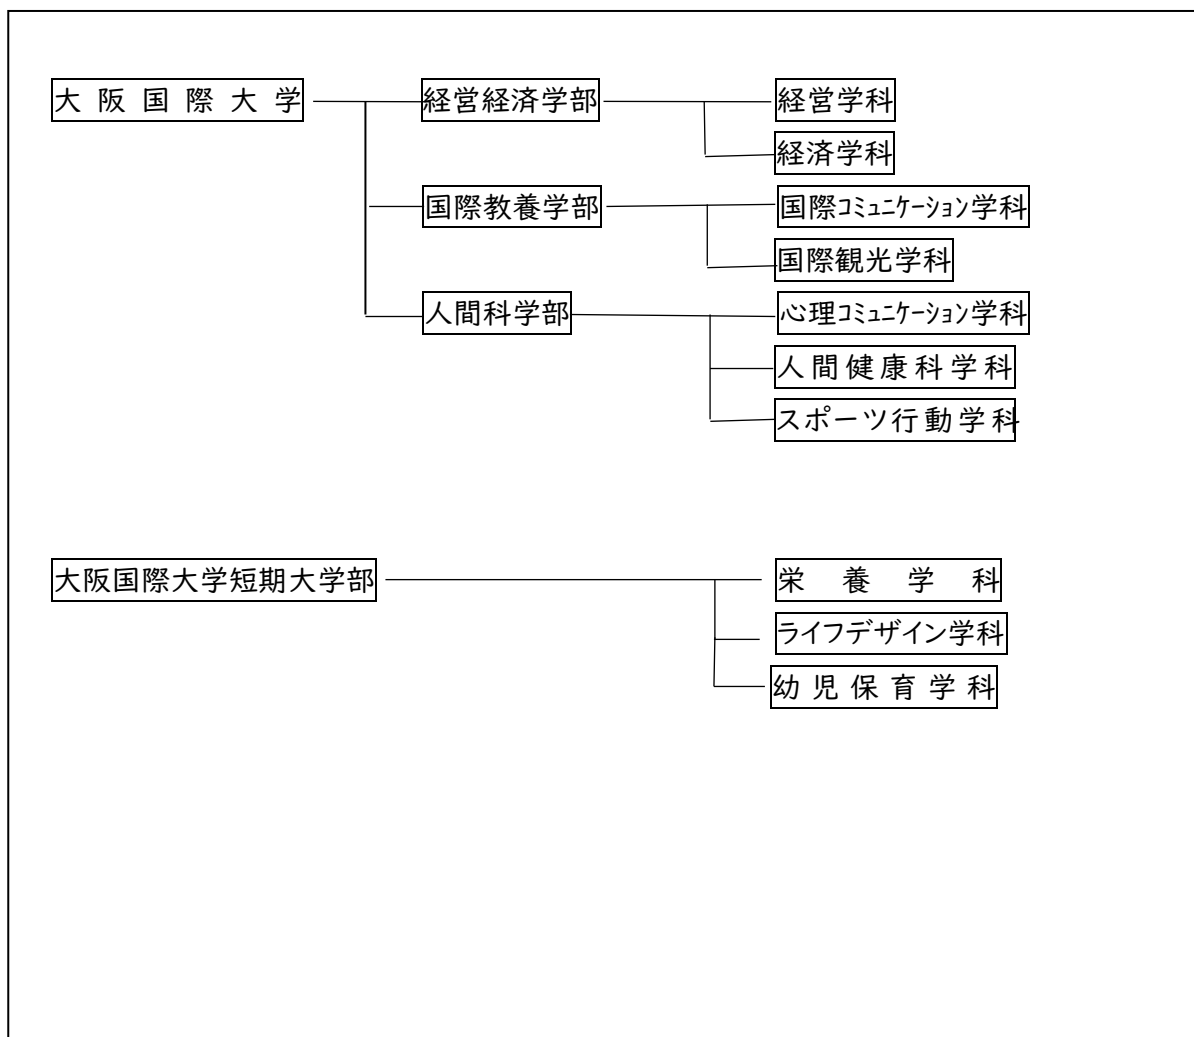 大阪国際大学 経営経済学部 経営学科
経済学科
国際教養学部 国際ｺﾐｭﾆｹｰｼｮﾝ学科
国際観光学科
人間科学部 心理ｺﾐｭﾆｹｰｼｮﾝ学科
人間健康科学科
スポーツ行動学科
大阪国際大学短期大学部 栄養学科
ライフデザイン学科
幼児保育学科